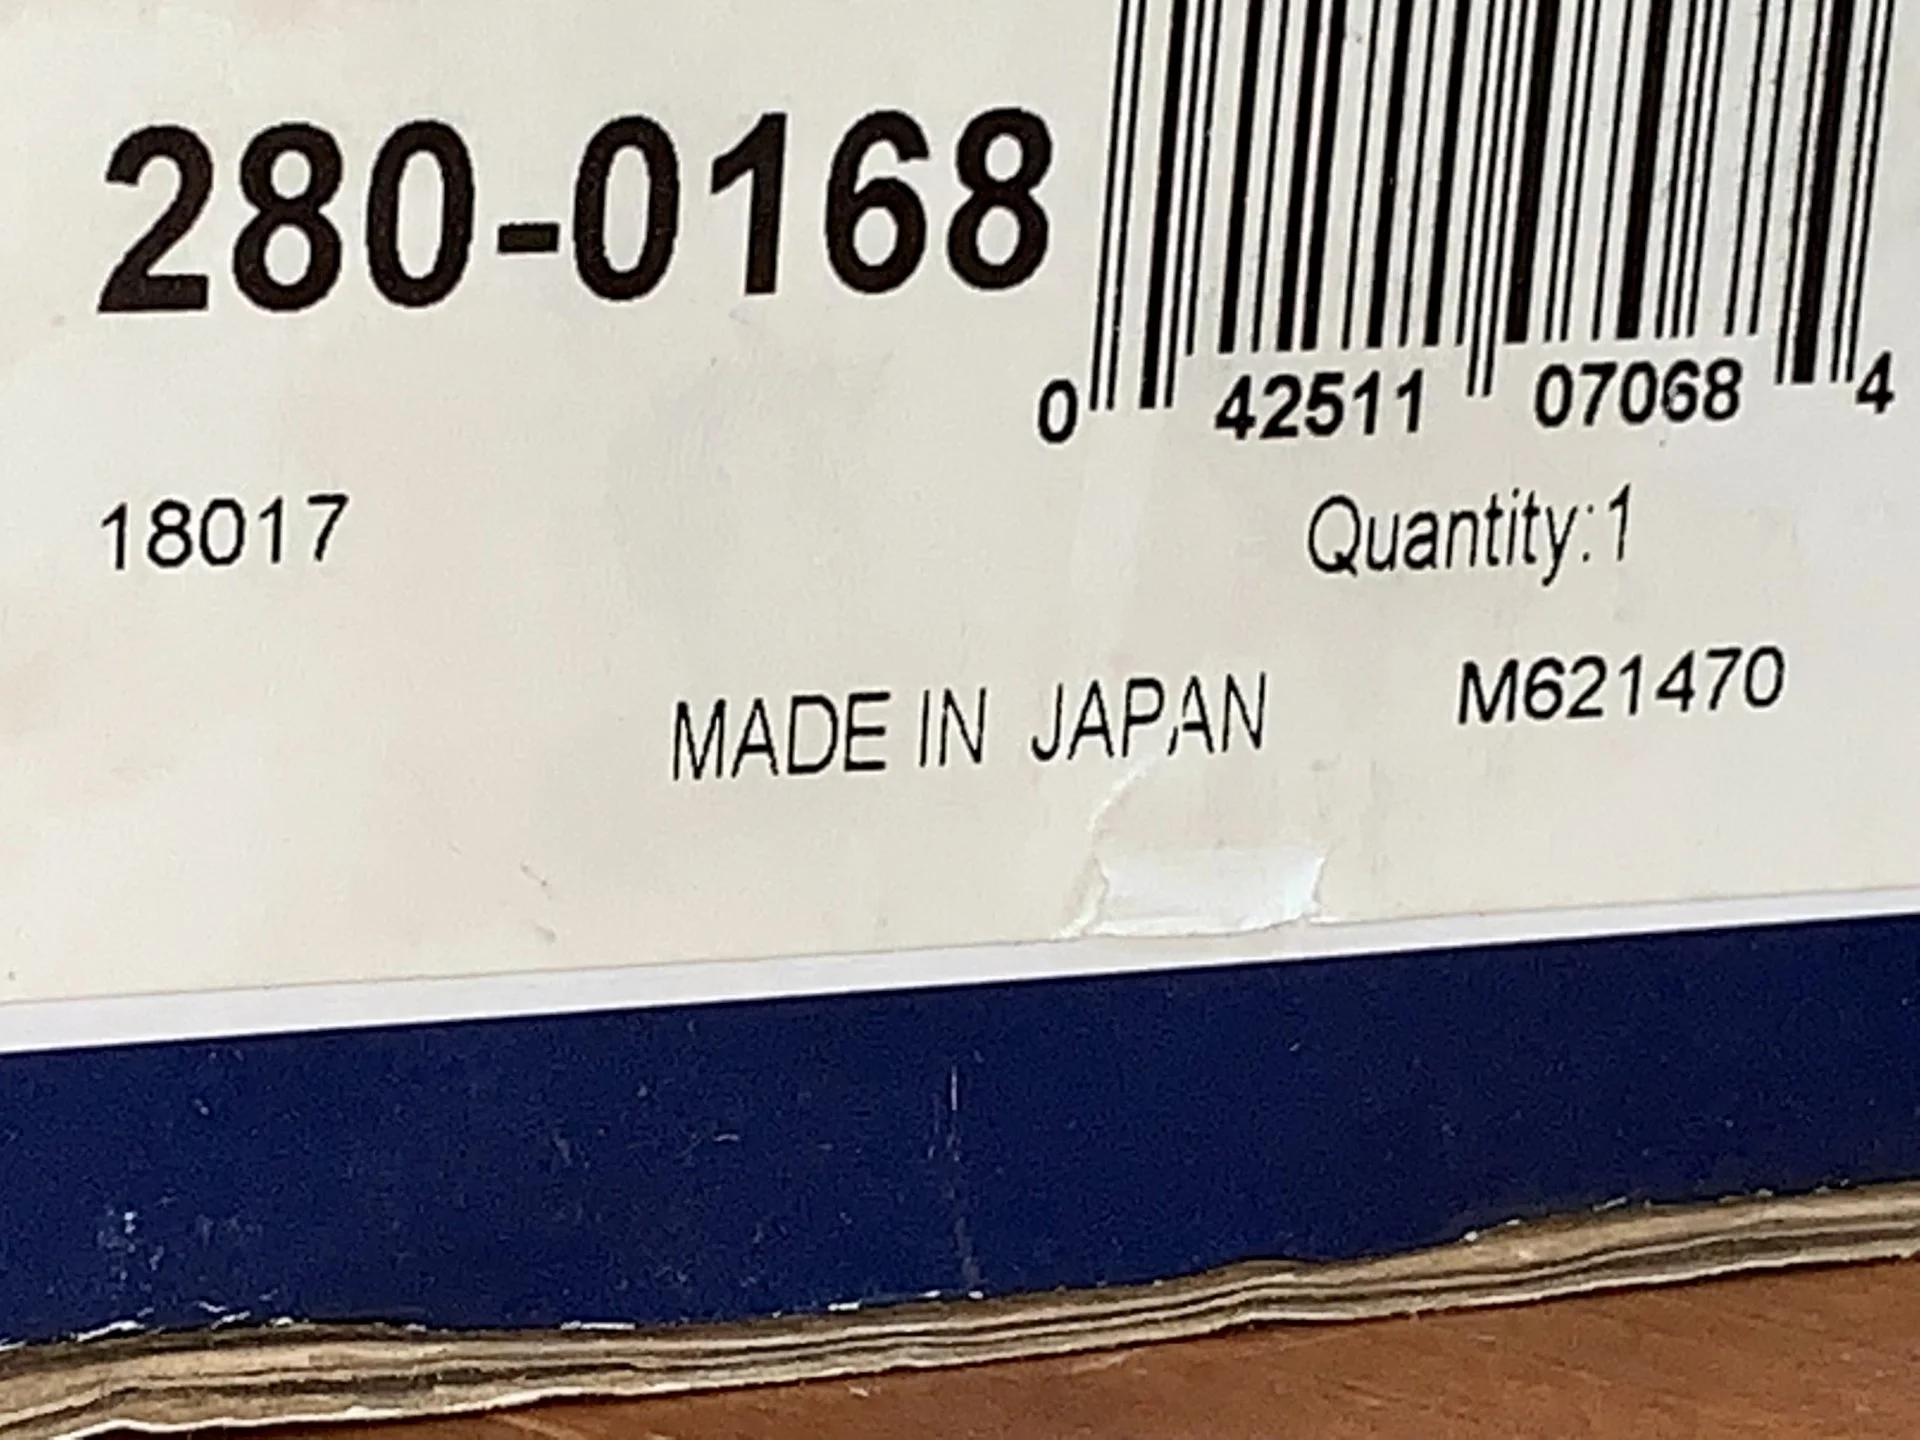 280-0168
0 42511 07068 4
18017
Quantity:1
MADE IN JAPAN
M621470